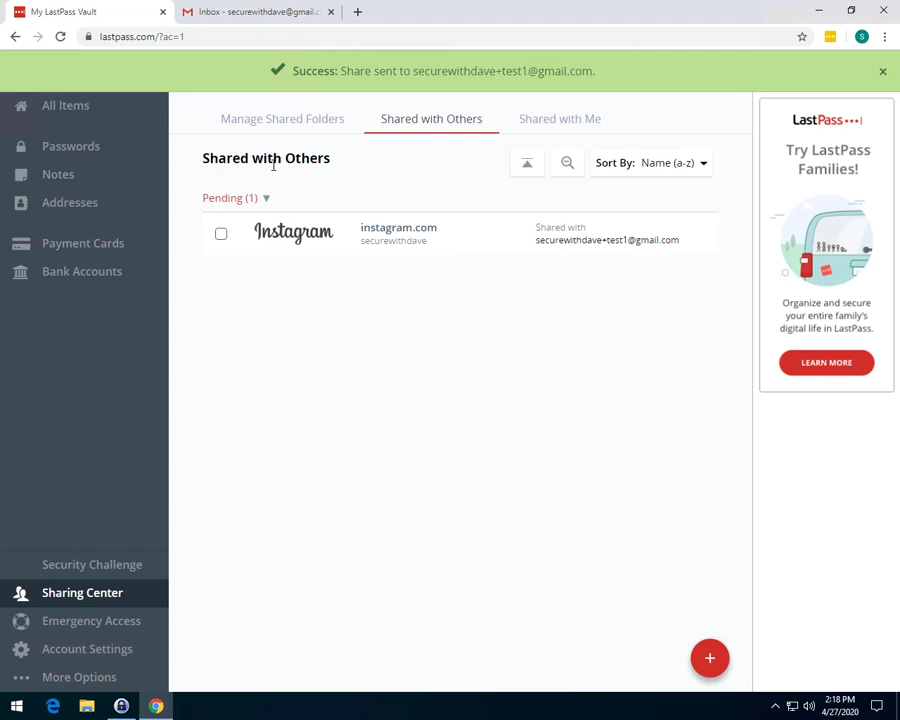 My LastPass Vault
Inbox - securewithdave@gmail.c
lastpass.com/?ac=1
S
Success: Share sent to securewithdave+test1@gmail.com.
All Items
Passwords
Notes
Addresses
Payment Cards
Bank Accounts
Security Challenge
Sharing Center
Emergency Access
Account Settings
More Options
Manage Shared Folders
Shared with Others
Shared with Me
Shared with Others
Sort By: Name (a-z)
Pending (1)
Instagram
instagram.com
securewithdave
Shared with
securewithdave+test1@gmail.com
LastPass
Try LastPass
Families!
Organize and secure
your entire family's
digital life in LastPass.
LEARN MORE
2:18 PM
4/27/2020